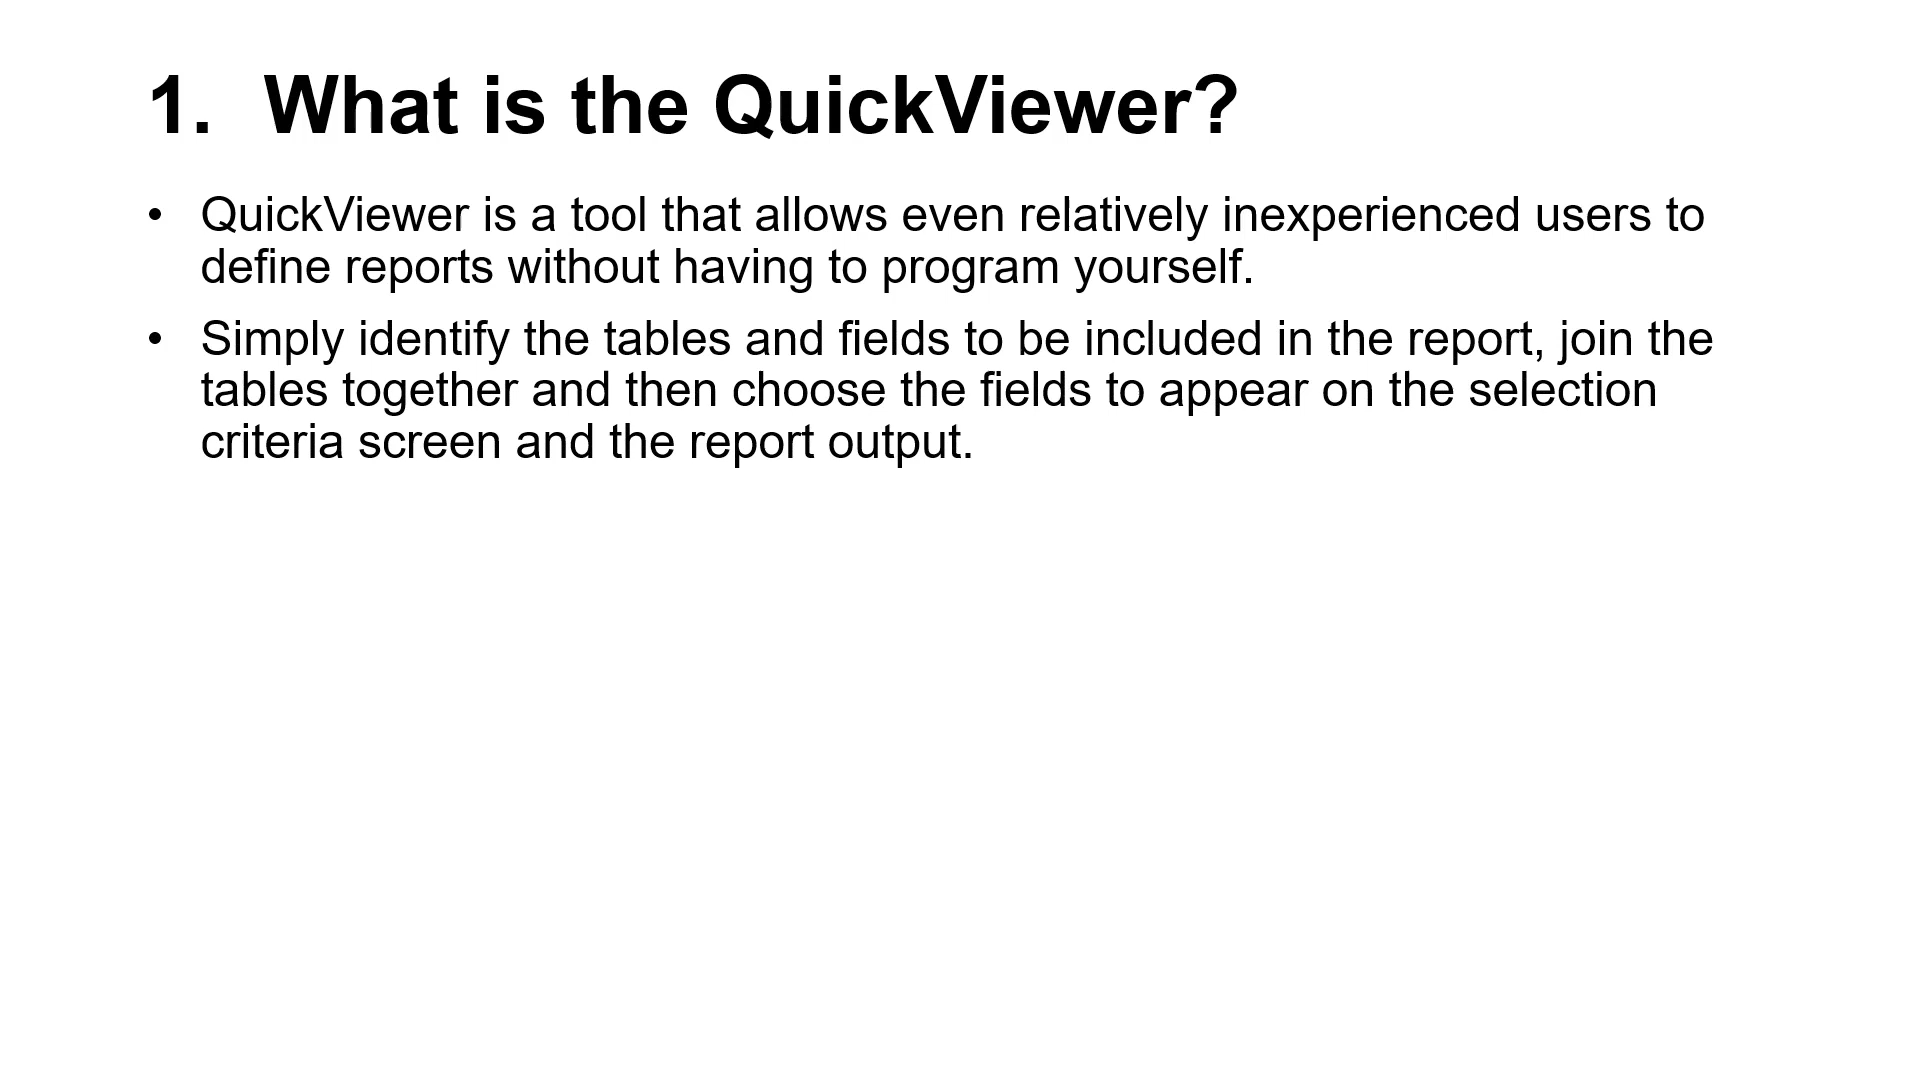 1. What is the QuickViewer?
• QuickViewer is a tool that allows even relatively inexperienced users to
define reports without having to program yourself.
• Simply identify the tables and fields to be included in the report, join the
tables together and then choose the fields to appear on the selection
criteria screen and the report output.